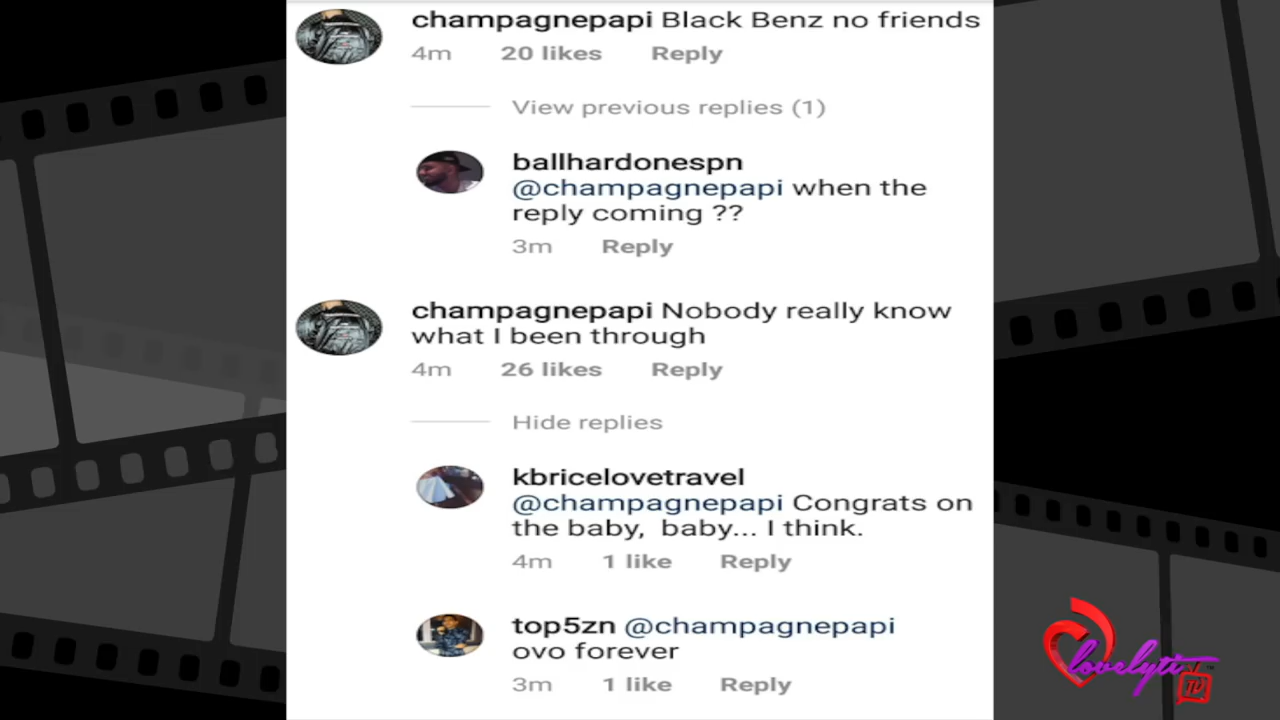 champagnepapi Black Benz no friends
4m 20 likes Reply
View previous replies (1)
ballhardonespn
@champagnepapi when the
reply coming ??
3m Reply
champagnepapi Nobody really know
what I been through
4m 26 likes Reply
Hide replies
kbricelovetravel
@champagnepapi Congrats on
the baby, baby... I think.
4m 1 like Reply
top5zn @champagnepapi
ovo forever
3m 1 like Reply
lovelyti
TV